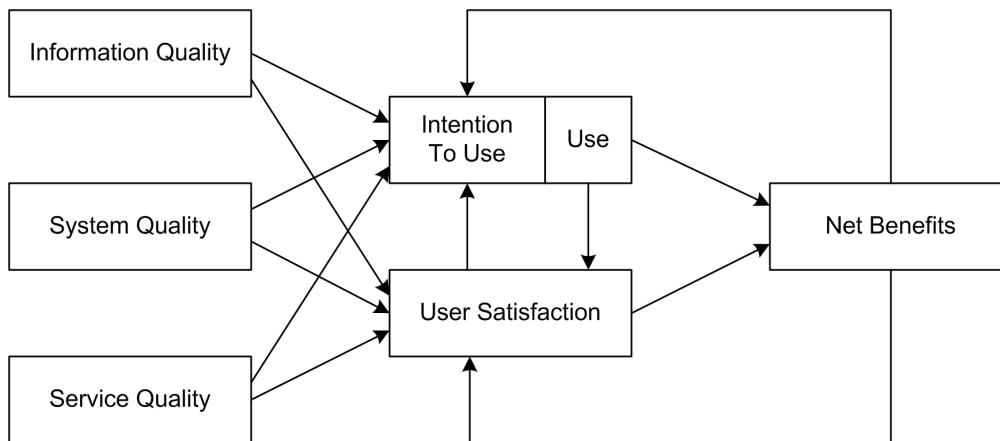 Information Quality
Intention
To Use
Use
System Quality
Net Benefits
User Satisfaction
Service Quality